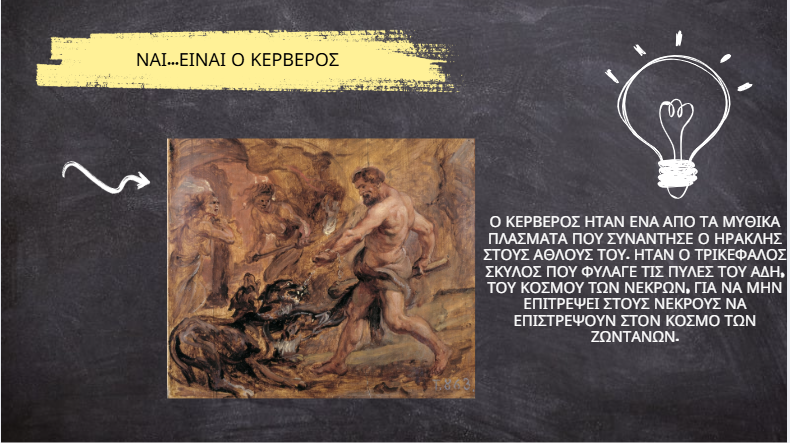 ΝΑΙ...ΕΙΝΑΙ Ο ΚΕΡΒΕΡΟΣ
Ο ΚΕΡΒΕΡΟΣ ΗΤΑΝ ΕΝΑ ΑΠΟ ΤΑ ΜΥΘΙΚΑ
ΠΛΑΣΜΑΤΑ ΠΟΥ ΣΥΝΑΝΤΗΣΕ Ο ΗΡΑΚΛΗΣ
ΣΤΟΥΣ ΑΘΛΟΥΣ ΤΟΥ. ΗΤΑΝ Ο ΤΡΙΚΕΦΑΛΟΣ
ΣΚΥΛΟΣ ΠΟΥ ΦΥΛΑΓΕ ΤΙΣ ΠΥΛΕΣ ΤΟΥ ΑΔΗ,
ΤΟΥ ΚΟΣΜΟΥ ΤΩΝ ΝΕΚΡΩΝ, ΓΙΑ ΝΑ ΜΗΝ
ΕΠΙΤΡΕΨΕΙ ΣΤΟΥΣ ΝΕΚΡΟΥΣ ΝΑ
ΕΠΙΣΤΡΕΨΟΥΝ ΣΤΟΝ ΚΟΣΜΟ ΤΩΝ
ΖΩΝΤΑΝΩΝ.